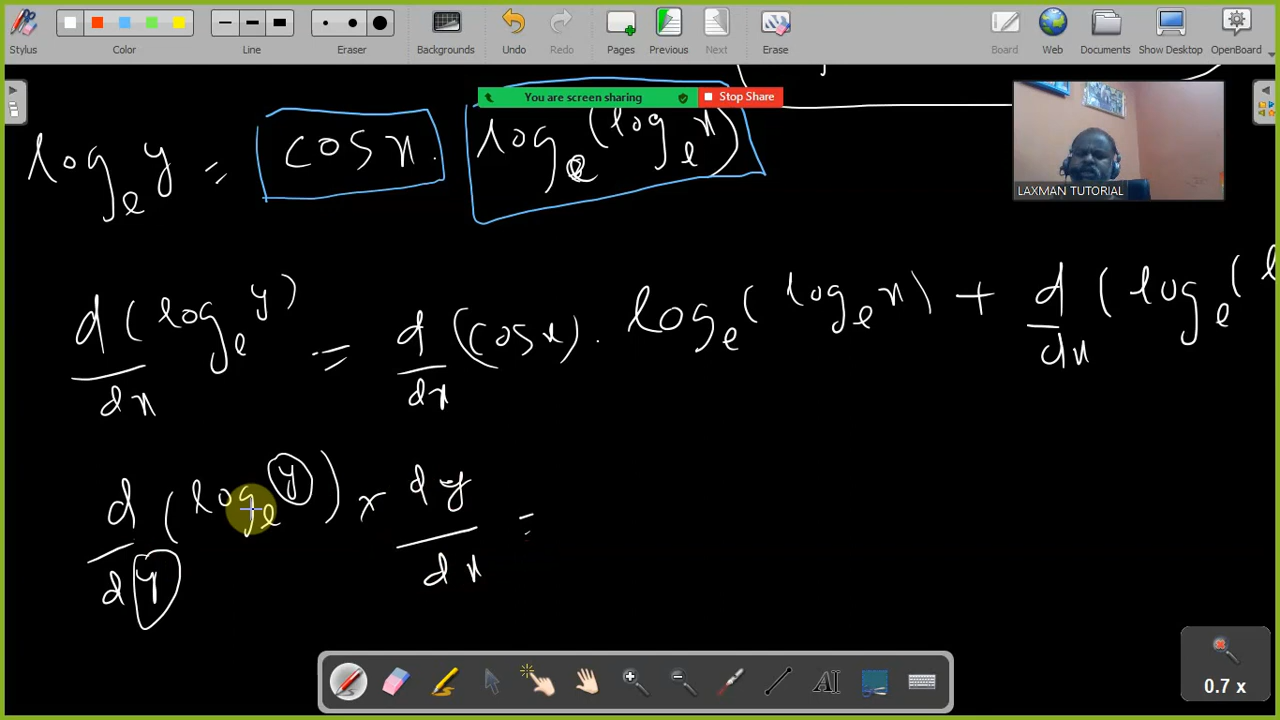 Stylus Color Line Eraser Backgrounds Undo Redo Pages Previous Next Erase Board Web Documents Show Desktop OpenBoard
You are screen sharing Stop Share
log_e y = cos x . log_e (log_e x)
LAXMAN TUTORIAL
d/dx (log_e y) = d/dx (cos x) . log_e (log_e x) + d/dx (log_e (l
d/dy (log_e y) × dy/dx =
AI
0.7 x